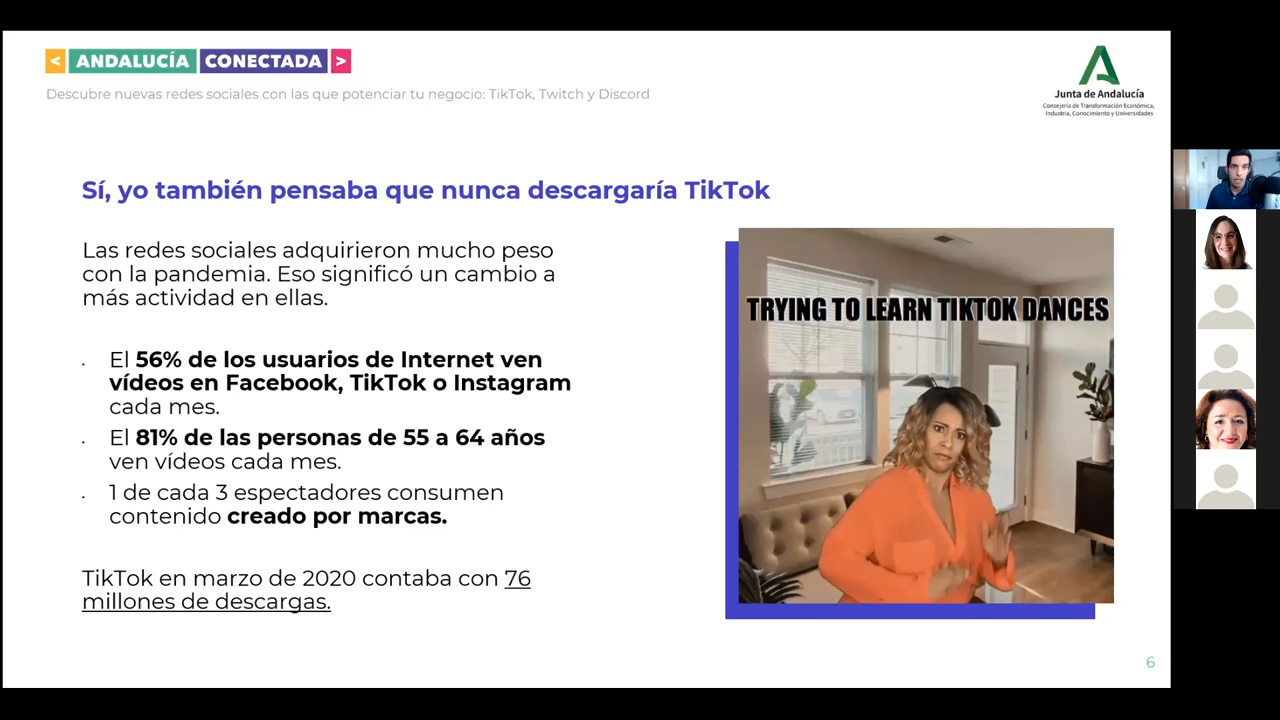 < ANDALUCÍA CONECTADA >
Descubre nuevas redes sociales con las que potenciar tu negocio: TikTok, Twitch y Discord
Junta de Andalucía
Consejería de Transformación Económica,
Industria, Conocimiento y Universidades
Sí, yo también pensaba que nunca descargaría TikTok
Las redes sociales adquirieron mucho peso
con la pandemia. Eso significó un cambio a
más actividad en ellas.
· El 56% de los usuarios de Internet ven
vídeos en Facebook, TikTok o Instagram
cada mes.
· El 81% de las personas de 55 a 64 años
ven vídeos cada mes.
· 1 de cada 3 espectadores consumen
contenido creado por marcas.
TikTok en marzo de 2020 contaba con 76
millones de descargas.
TRYING TO LEARN TIKTOK DANCES
6